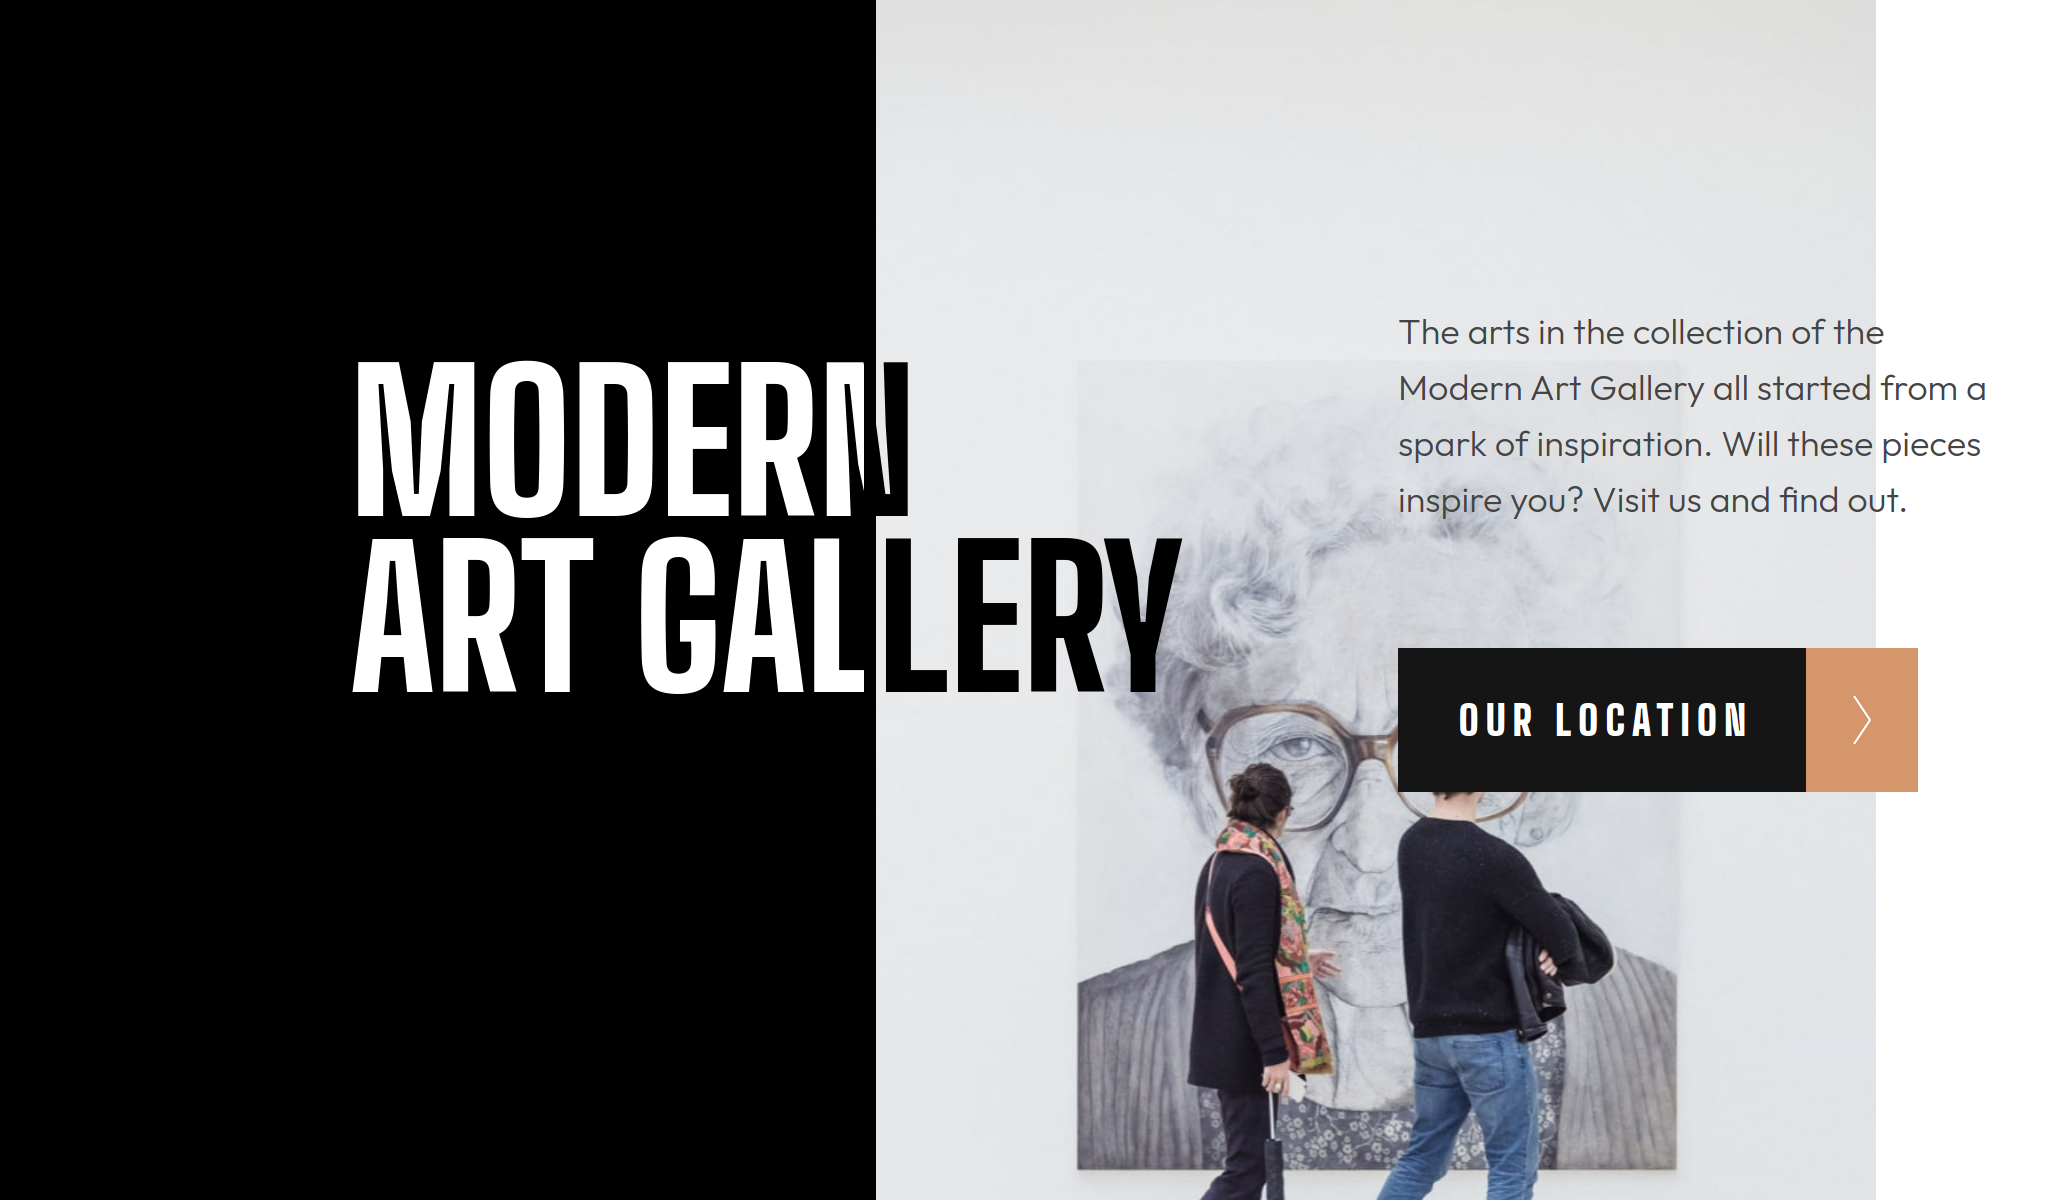 MODERN
ART GALLERY
The arts in the collection of the
Modern Art Gallery all started from a
spark of inspiration. Will these pieces
inspire you? Visit us and find out.
OUR LOCATION